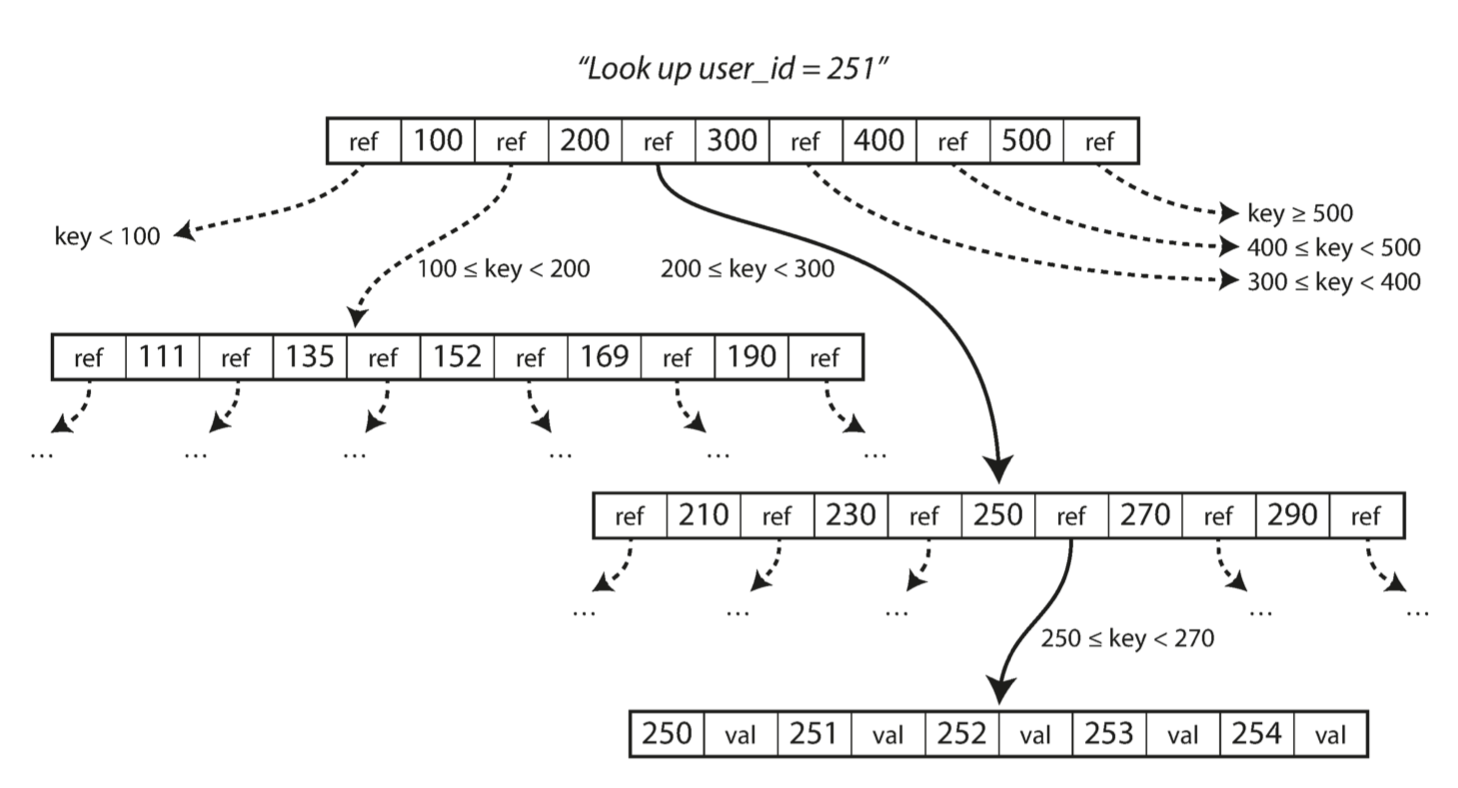 “Look up user_id = 251”
ref 100 ref 200 ref 300 ref 400 ref 500 ref
key < 100
100 ≤ key < 200
200 ≤ key < 300
key ≥ 500
400 ≤ key < 500
300 ≤ key < 400
ref 111 ref 135 ref 152 ref 169 ref 190 ref
... ... ... ... ... ...
ref 210 ref 230 ref 250 ref 270 ref 290 ref
... ... ... ... ...
250 ≤ key < 270
250 val 251 val 252 val 253 val 254 val